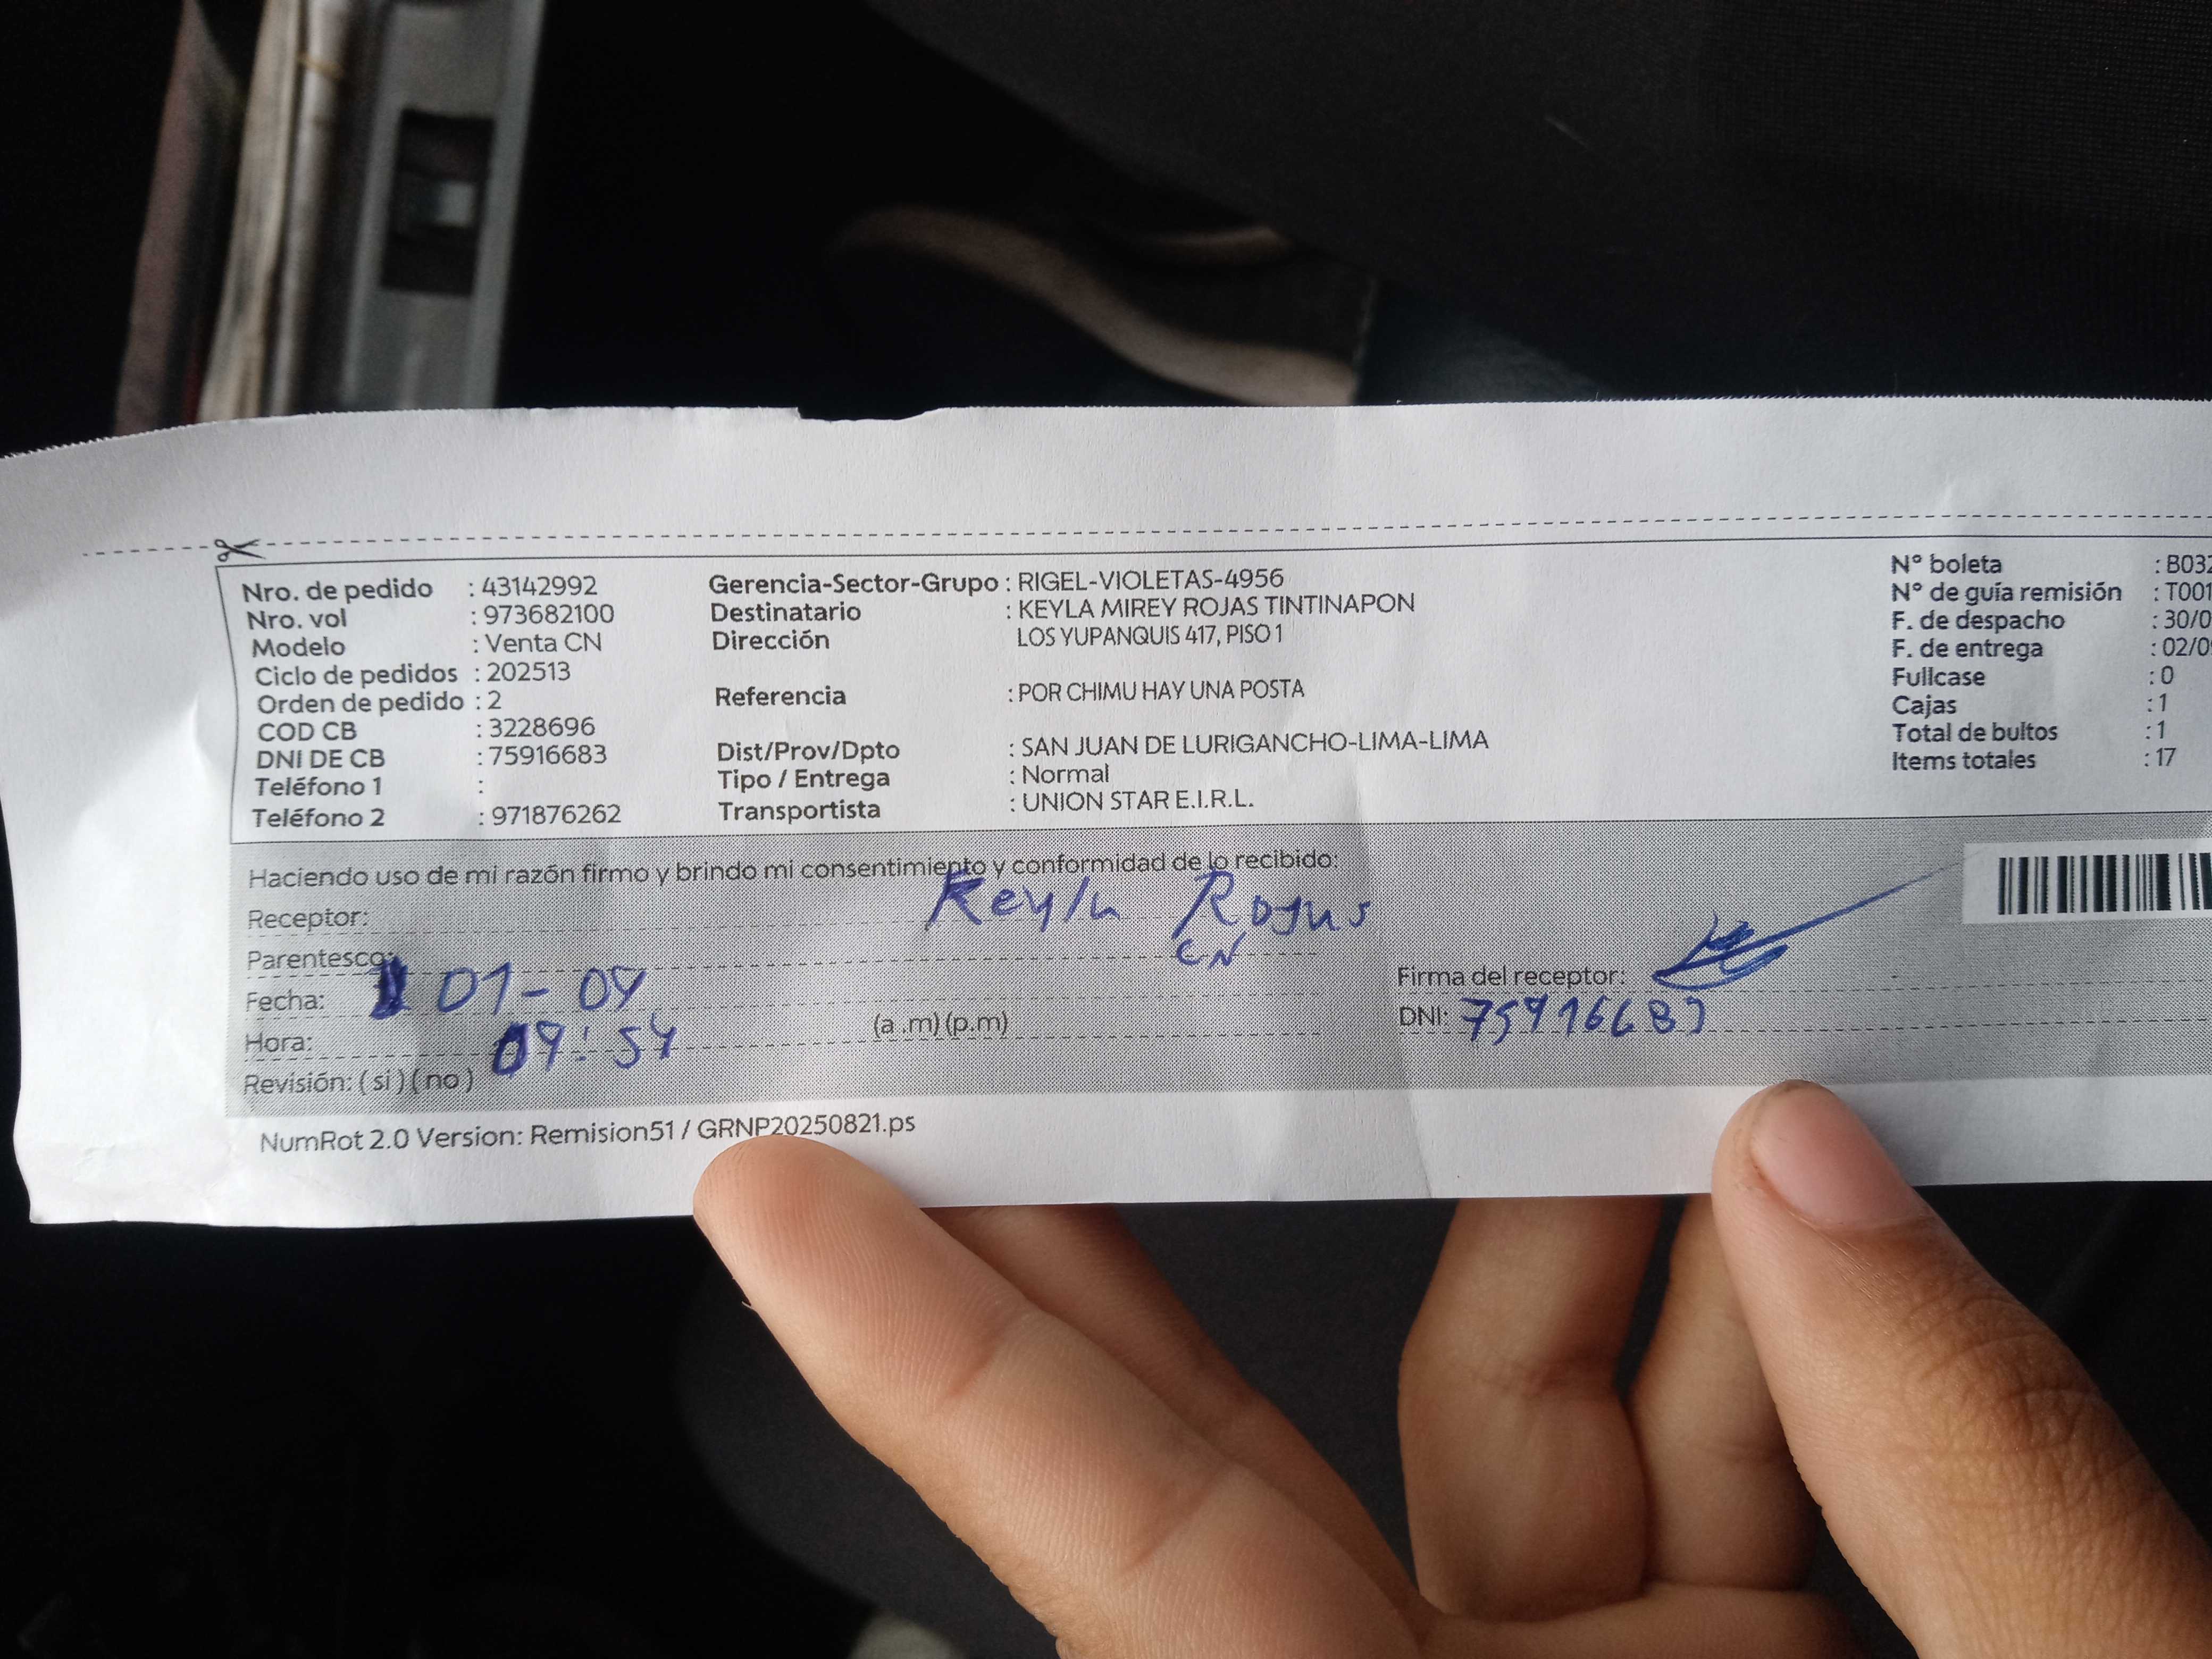 Nro. de pedido : 43142992
Nro. vol : 973682100
Modelo : Venta CN
Ciclo de pedidos : 202513
Orden de pedido : 2
COD CB : 3228696
DNI DE CB : 75916683
Teléfono 1 :
Teléfono 2 : 971876262
Gerencia-Sector-Grupo : RIGEL-VIOLETAS-4956
Destinatario : KEYLA MIREY ROJAS TINTINAPON
Dirección LOS YUPANQUIS 417, PISO 1
Referencia : POR CHIMU HAY UNA POSTA
Dist/Prov/Dpto : SAN JUAN DE LURIGANCHO-LIMA-LIMA
Tipo / Entrega : Normal
Transportista : UNION STAR E.I.R.L.
N° boleta : B032
N° de guía remisión : T001
F. de despacho : 30/0
F. de entrega : 02/0
Fullcase : 0
Cajas : 1
Total de bultos : 1
Items totales : 17
Haciendo uso de mi razón firmo y brindo mi consentimiento y conformidad de lo recibido:
Receptor: Keyla Rojas
Parentesco: CN
Fecha: 01-09
Hora: 09:54 (a .m) (p.m)
Revisión: ( si ) ( no )
Firma del receptor:
DNI: 75916683
NumRot 2.0 Version: Remision51 / GRNP20250821.ps